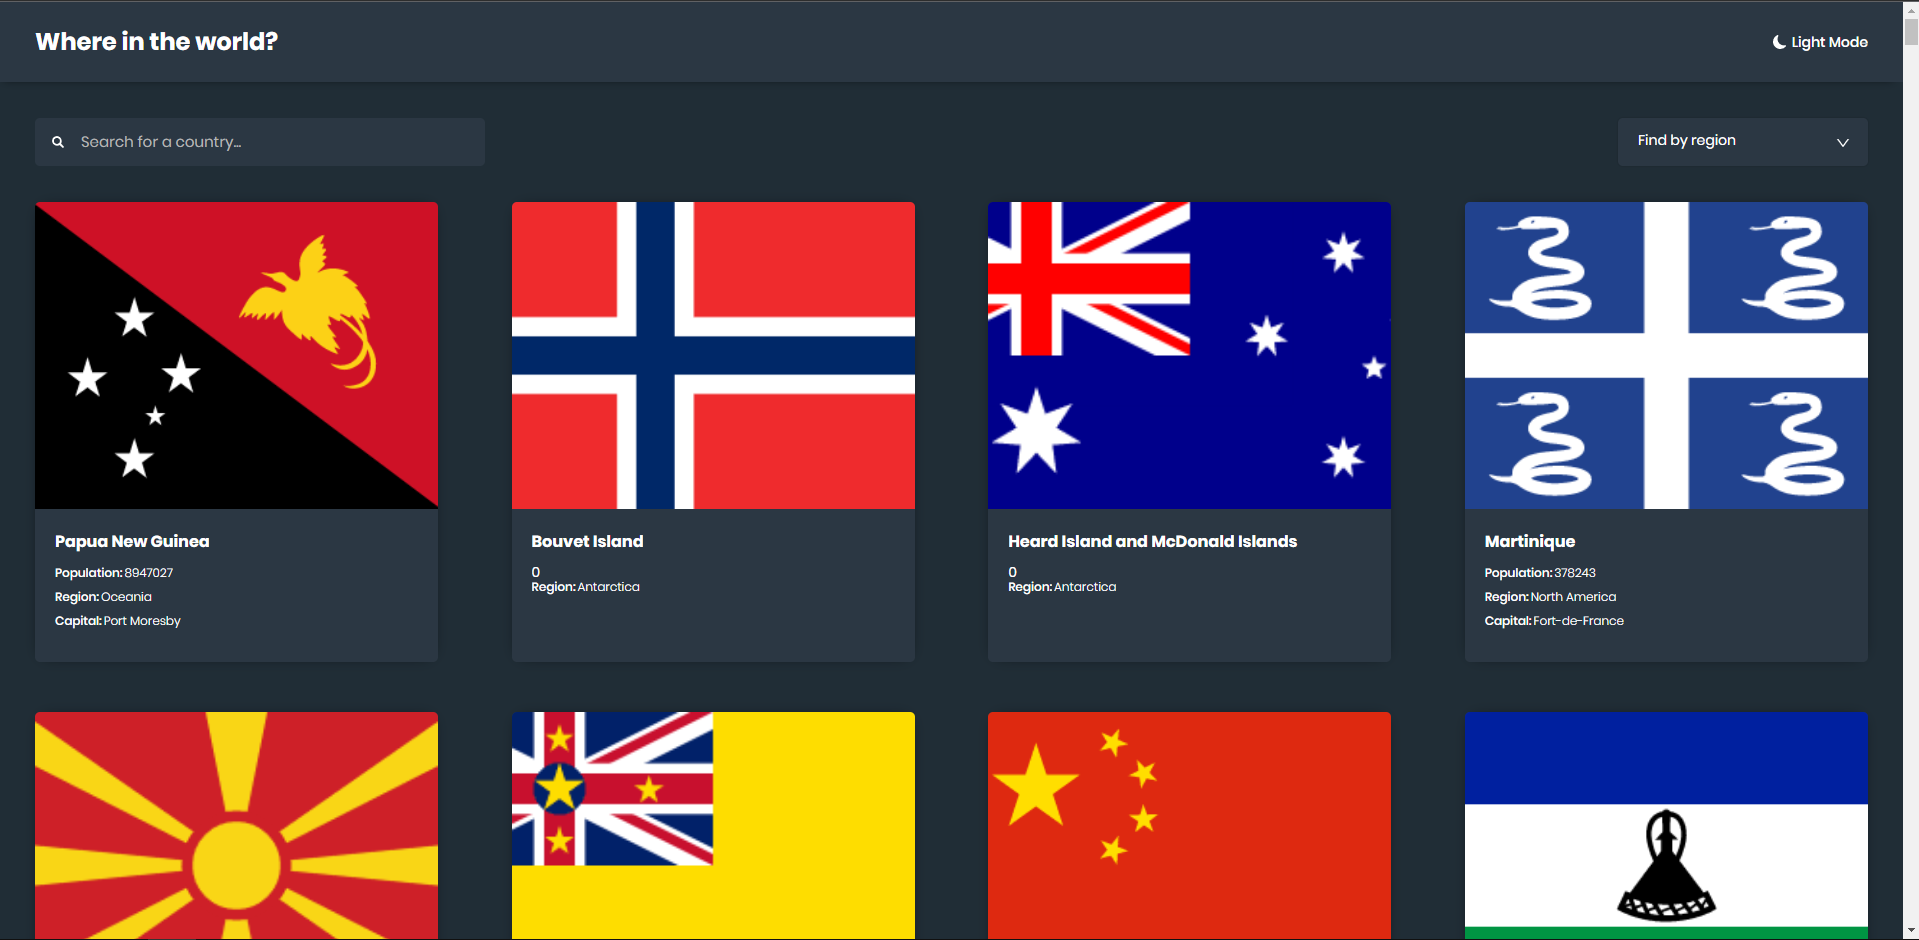 Where in the world?
Light Mode
Search for a country...
Find by region
Papua New Guinea
Population: 8947027
Region: Oceania
Capital: Port Moresby
Bouvet Island
0
Region: Antarctica
Heard Island and McDonald Islands
0
Region: Antarctica
Martinique
Population: 378243
Region: North America
Capital: Fort-de-France